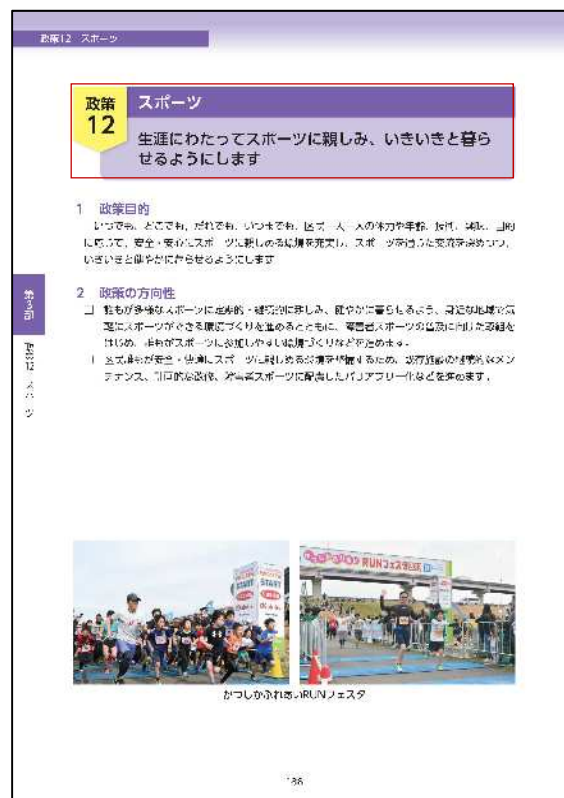 政策12 スポーツ
政策
12
スポーツ
生涯にわたってスポーツに親しみ、いきいきと暮ら
せるようにします
1 政策目的
いつでも、どこでも、だれでも、いつまでも、区民一人一人の体力や年齢、技術、興味、目的
に応じて、安全・安心にスポーツに親しめる環境を充実し、スポーツを通じた交流を深めつつ、
いきいきと健やかに暮らせるようにします
2 政策の方向性
誰もが多様なスポーツに定期的・継続的に親しみ、健やかに暮らせるよう、身近な地域で気
軽にスポーツができる環境づくりを進めるとともに、障害者スポーツの普及に向けた取組を
はじめ、誰もがスポーツに参加しやすい環境づくりなどを進めます。
区民誰もが安全・快適にスポーツに親しめる環境を整備するため、既存施設の継続的なメン
テナンス、計画的な改修、障害者スポーツに配慮したバリアフリー化などを進めます。
第3部
政策12 スポーツ
START
START
RUNフェスタ
かつしかふれあいRUNフェスタ